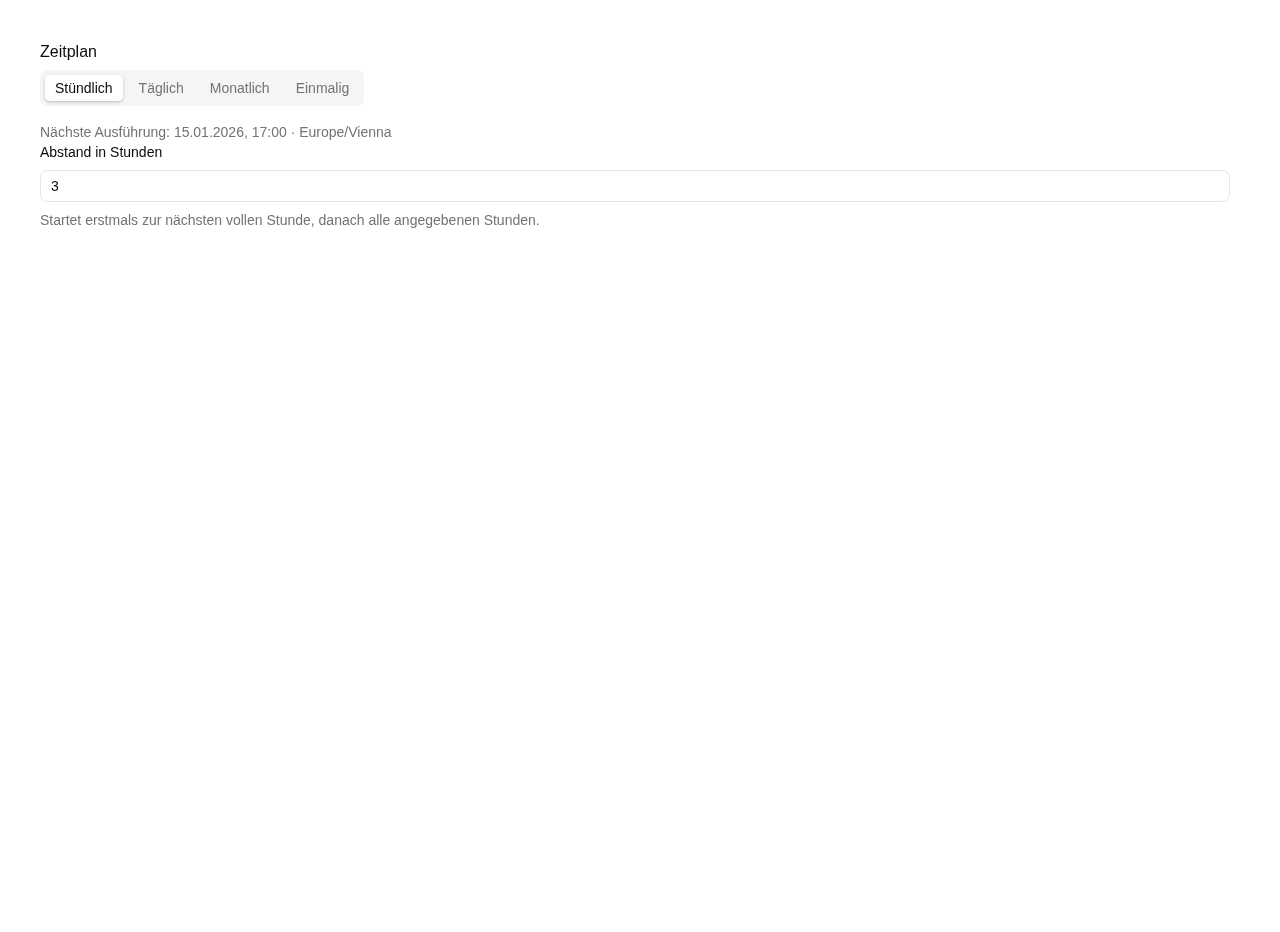 Zeitplan
Stündlich Täglich Monatlich Einmalig
Nächste Ausführung: 15.01.2026, 17:00 · Europe/Vienna
Abstand in Stunden
3
Startet erstmals zur nächsten vollen Stunde, danach alle angegebenen Stunden.